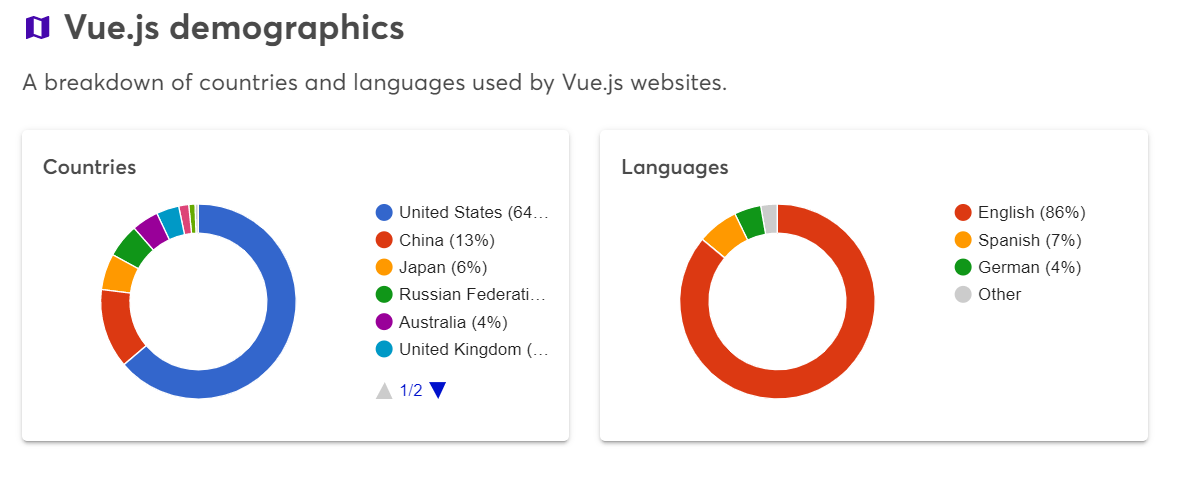 Vue.js demographics
A breakdown of countries and languages used by Vue.js websites.
Countries
United States (64...
China (13%)
Japan (6%)
Russian Federati...
Australia (4%)
United Kingdom (...
1/2
Languages
English (86%)
Spanish (7%)
German (4%)
Other